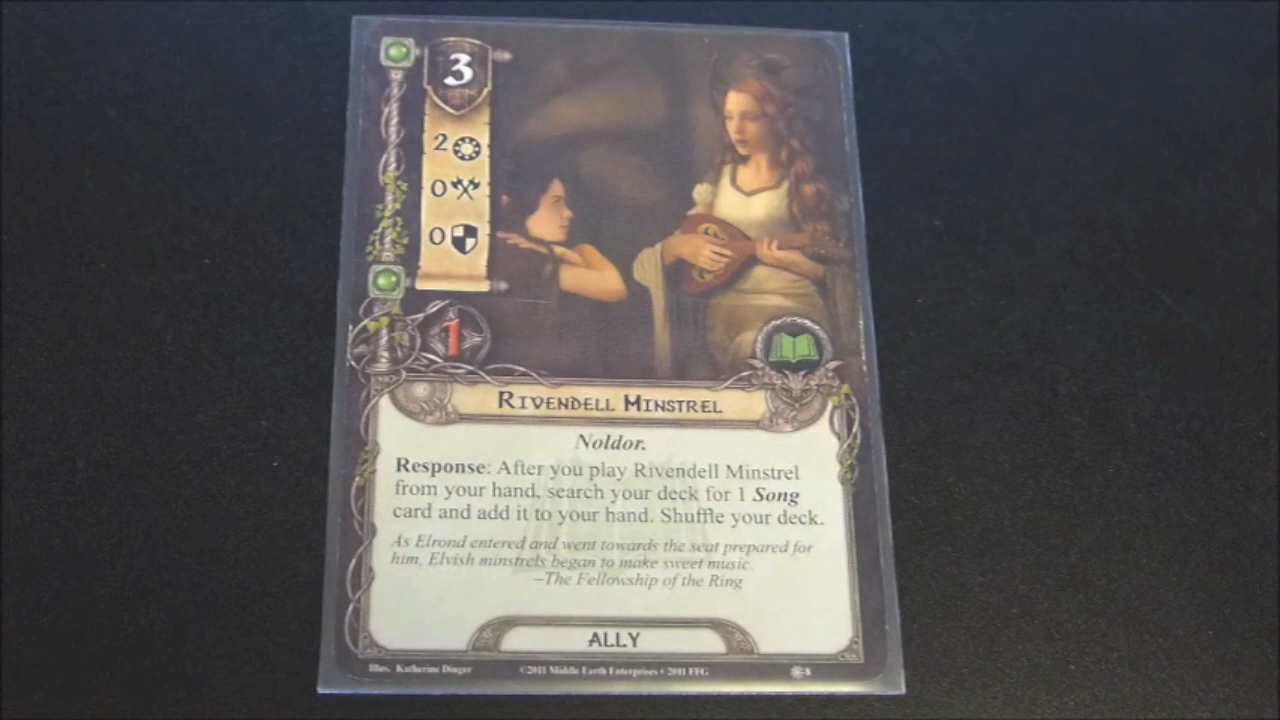 3
2
0
0
1
Rivendell Minstrel
Noldor.
Response: After you play Rivendell Minstrel
from your hand, search your deck for 1 Song
card and add it to your hand. Shuffle your deck.
As Elrond entered and went towards the seat prepared for
him, Elvish minstrels began to make sweet music.
–The Fellowship of the Ring
ALLY
Illus. Katherine Dinger ©2011 Middle Earth Enterprises ©2011 FFG 8